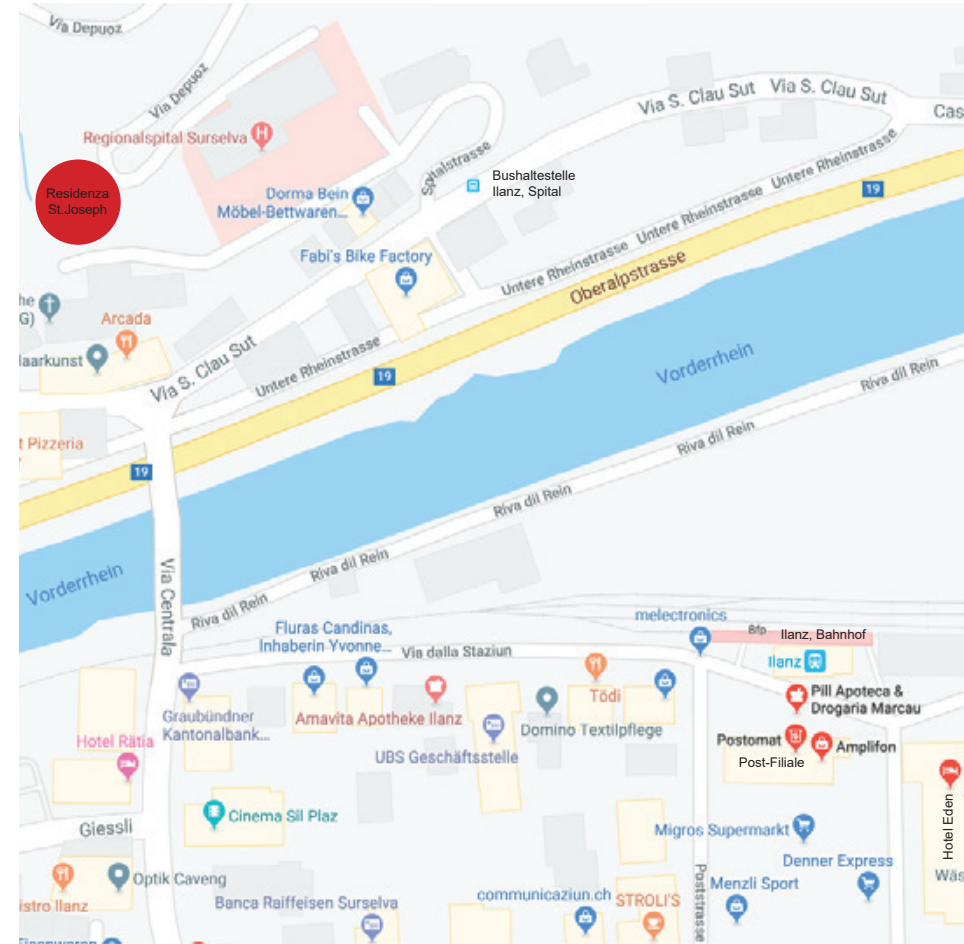 Via Depuoz
Via Depuoz
Regionalspital Surselva
H
Via S. Clau Sut
Via S. Clau Sut
Cas
Residenza
St.Joseph
Spitalstrasse
Bushaltestelle
Ilanz, Spital
Dorma Bein
Möbel-Bettwaren...
Untere Rheinstrasse
19
Untere Rheinstrasse
Untere Rheinstrasse
Fabi's Bike Factory
Oberalpstrasse
he
G)
Arcada
aarkunst
Via S. Clau Sut
Untere Rheinstrasse
19
Vorderrhein
Riva dil Rein
t Pizzeria
Riva dil Rein
19
Riva dil Rein
Vorderrhein
Via Centrala
Riva dil Rein
Riva dil Rein
melectronics
Bfp
Ilanz, Bahnhof
Fluras Candinas,
Inhaberin Yvonne...
Via dalla Staziun
Ilanz
Tödi
Pill Apoteca &
Drogaria Marcau
Graubündner
Kantonalbank...
Amavita Apotheke Ilanz
Domino Textilpflege
Hotel Rätia
UBS Geschäftsstelle
Postomat
Amplifon
Post-Filiale
Hotel Eden
Cinema Sil Plaz
Giessli
Migros Supermarkt
Denner Express
Wäs
Optik Caveng
Menzli Sport
Poststrasse
istro Ilanz
Banca Raiffeisen Surselva
communicaziun.ch
STROLI'S
Eisenwaren